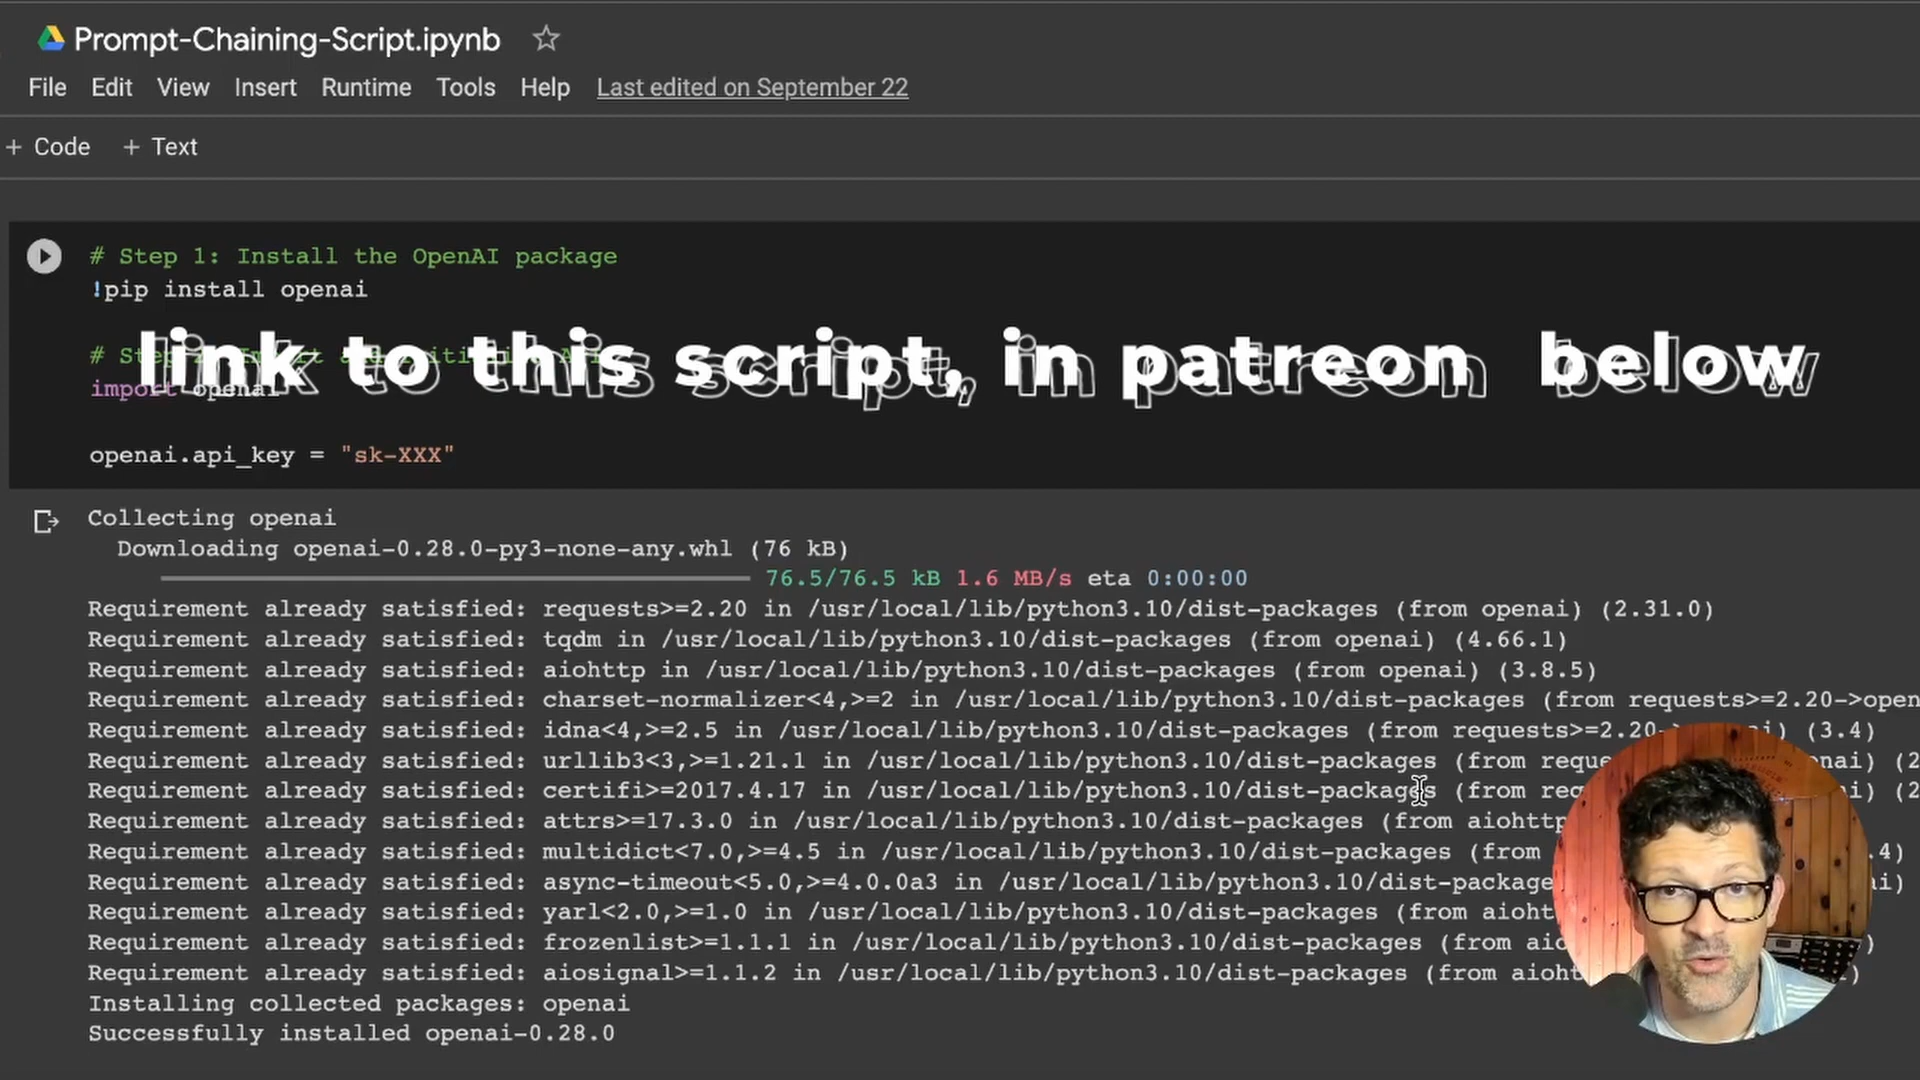 Prompt-Chaining-Script.ipynb
File Edit View Insert Runtime Tools Help Last edited on September 22
+ Code + Text
# Step 1: Install the OpenAI package
!pip install openai
link to this script, in patreon below
import openai
openai.api_key = "sk-XXX"
Collecting openai
Downloading openai-0.28.0-py3-none-any.whl (76 kB)
76.5/76.5 kB 1.6 MB/s eta 0:00:00
Requirement already satisfied: requests>=2.20 in /usr/local/lib/python3.10/dist-packages (from openai) (2.31.0)
Requirement already satisfied: tqdm in /usr/local/lib/python3.10/dist-packages (from openai) (4.66.1)
Requirement already satisfied: aiohttp in /usr/local/lib/python3.10/dist-packages (from openai) (3.8.5)
Requirement already satisfied: charset-normalizer<4,>=2 in /usr/local/lib/python3.10/dist-packages (from requests>=2.20->open
Requirement already satisfied: idna<4,>=2.5 in /usr/local/lib/python3.10/dist-packages (from requests>=2.20-> (3.4)
Requirement already satisfied: urllib3<3,>=1.21.1 in /usr/local/lib/python3.10/dist-packages (from reque nai) (2
Requirement already satisfied: certifi>=2017.4.17 in /usr/local/lib/python3.10/dist-packages (from req i) (2
Requirement already satisfied: attrs>=17.3.0 in /usr/local/lib/python3.10/dist-packages (from aiohttp
Requirement already satisfied: multidict<7.0,>=4.5 in /usr/local/lib/python3.10/dist-packages (from .4)
Requirement already satisfied: async-timeout<5.0,>=4.0.0a3 in /usr/local/lib/python3.10/dist-package ai)
Requirement already satisfied: yarl<2.0,>=1.0 in /usr/local/lib/python3.10/dist-packages (from aioht
Requirement already satisfied: frozenlist>=1.1.1 in /usr/local/lib/python3.10/dist-packages (from aio )
Requirement already satisfied: aiosignal>=1.1.2 in /usr/local/lib/python3.10/dist-packages (from aioht )
Installing collected packages: openai
Successfully installed openai-0.28.0